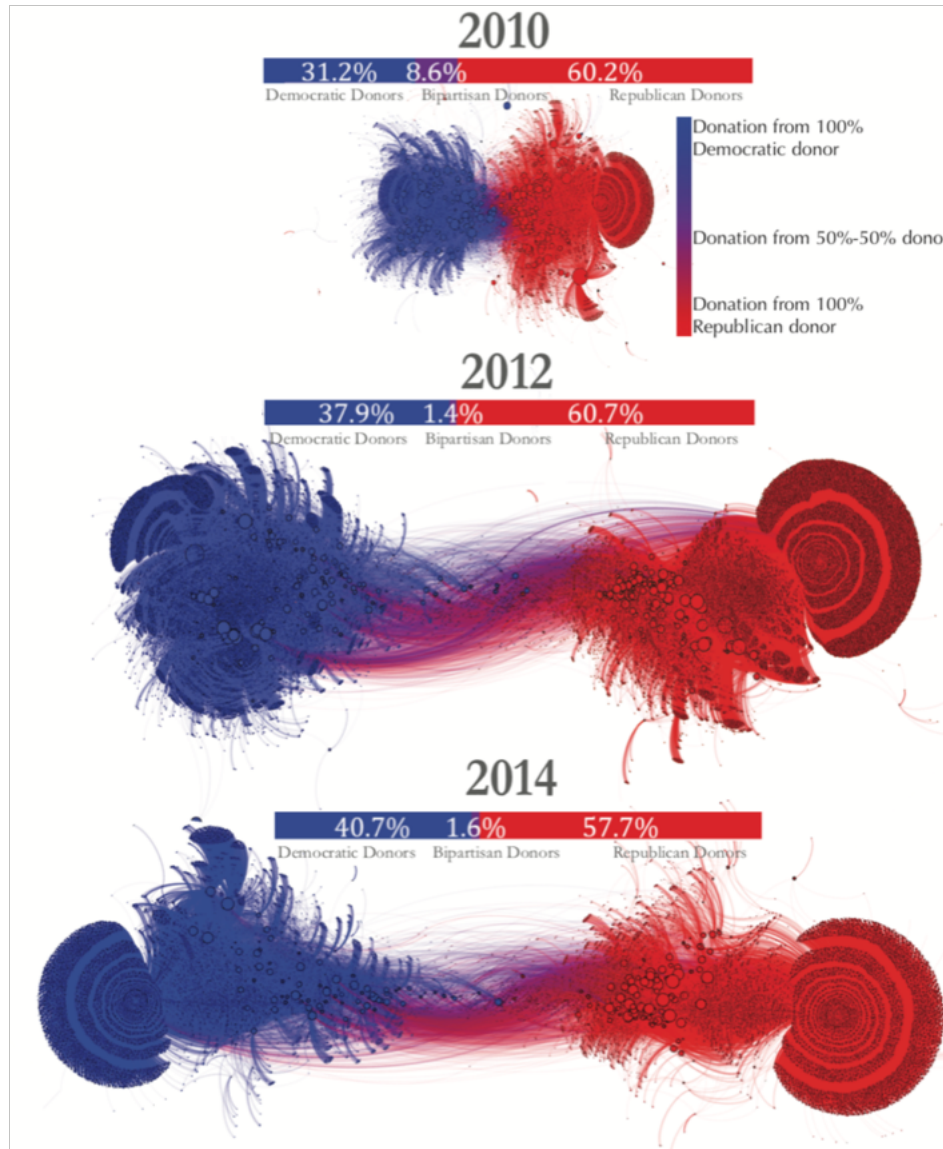 2010
31.2% 8.6% 60.2%
Democratic Donors Bipartisan Donors Republican Donors
Donation from 100%
Democratic donor
Donation from 50%-50% dono
Donation from 100%
Republican donor
2012
37.9% 1.4% 60.7%
Democratic Donors Bipartisan Donors Republican Donors
2014
40.7% 1.6% 57.7%
Democratic Donors Bipartisan Donors Republican Donors